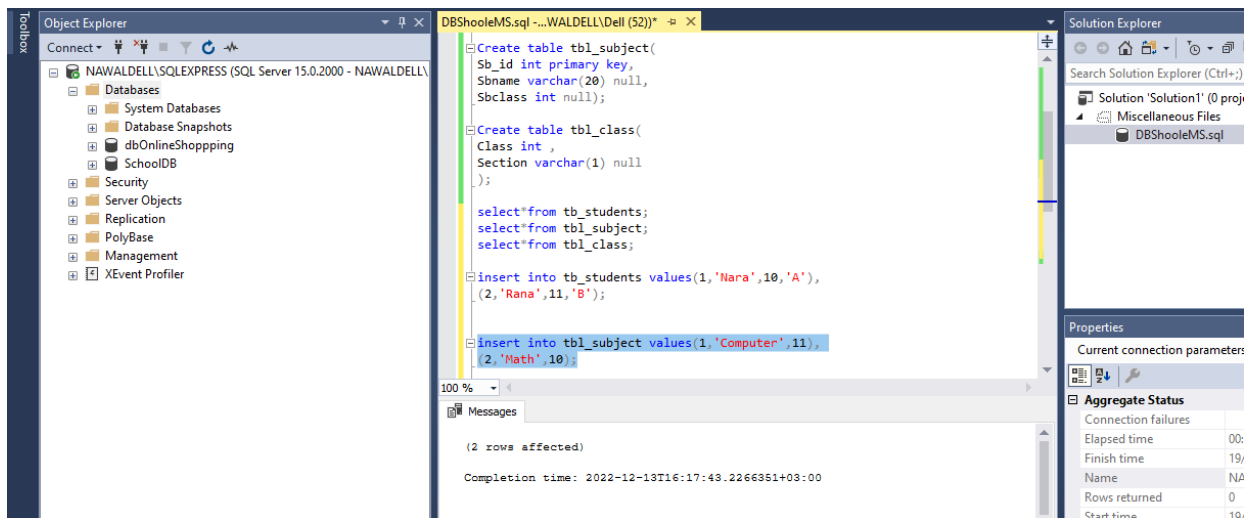 Toolbox
Object Explorer
Connect
NAWALDELL\SQLEXPRESS (SQL Server 15.0.2000 - NAWALDELL\
Databases
System Databases
Database Snapshots
dbOnlineShoppping
SchoolDB
Security
Server Objects
Replication
PolyBase
Management
XEvent Profiler
DBShooleMS.sql -...WALDELL\Dell (52))*
Create table tbl_subject(
Sb_id int primary key,
Sbname varchar(20) null,
Sbclass int null);
Create table tbl_class(
Class int ,
Section varchar(1) null
);
select*from tb_students;
select*from tbl_subject;
select*from tbl_class;
insert into tb_students values(1,'Nara',10,'A'),
(2,'Rana',11,'B');
insert into tbl_subject values(1,'Computer',11),
(2,'Math',10);
100 %
Messages
(2 rows affected)
Completion time: 2022-12-13T16:17:43.2266351+03:00
Solution Explorer
Search Solution Explorer (Ctrl+;)
Solution 'Solution1' (0 proje
Miscellaneous Files
DBShooleMS.sql
Properties
Current connection parameters
Aggregate Status
Connection failures
Elapsed time 00:
Finish time 19/
Name NA
Rows returned 0
Start time 19/